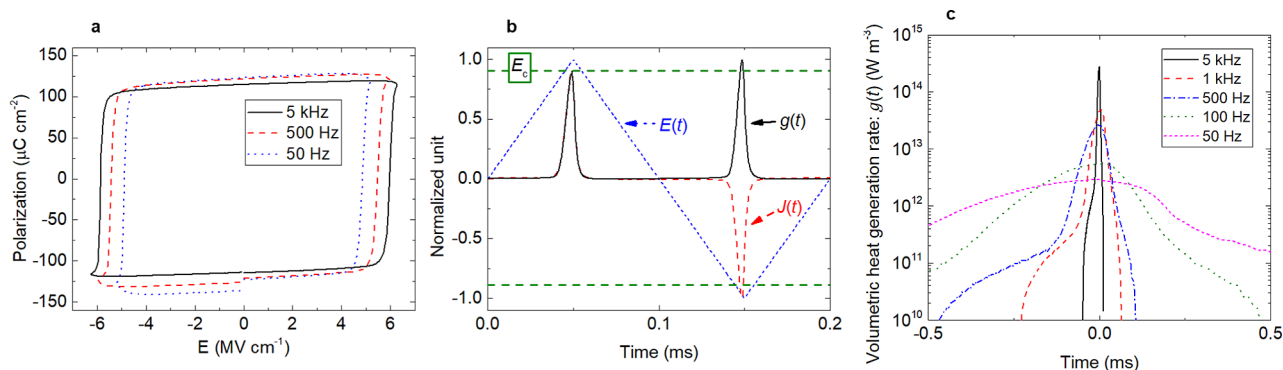 a
Polarization (μC cm⁻²)
150
100
50
0
-50
-100
-150
5 kHz
500 Hz
50 Hz
-6
-4
-2
0
2
4
6
E (MV cm⁻¹)
b
Normalized unit
1.0
0.5
0.0
-0.5
-1.0
Ec
E(t)
g(t)
J(t)
0.0
0.1
0.2
Time (ms)
c
Volumetric heat generation rate: g(t) (W m⁻³)
10¹⁵
10¹⁴
10¹³
10¹²
10¹¹
10¹⁰
5 kHz
1 kHz
500 Hz
100 Hz
50 Hz
-0.5
0.0
0.5
Time (ms)